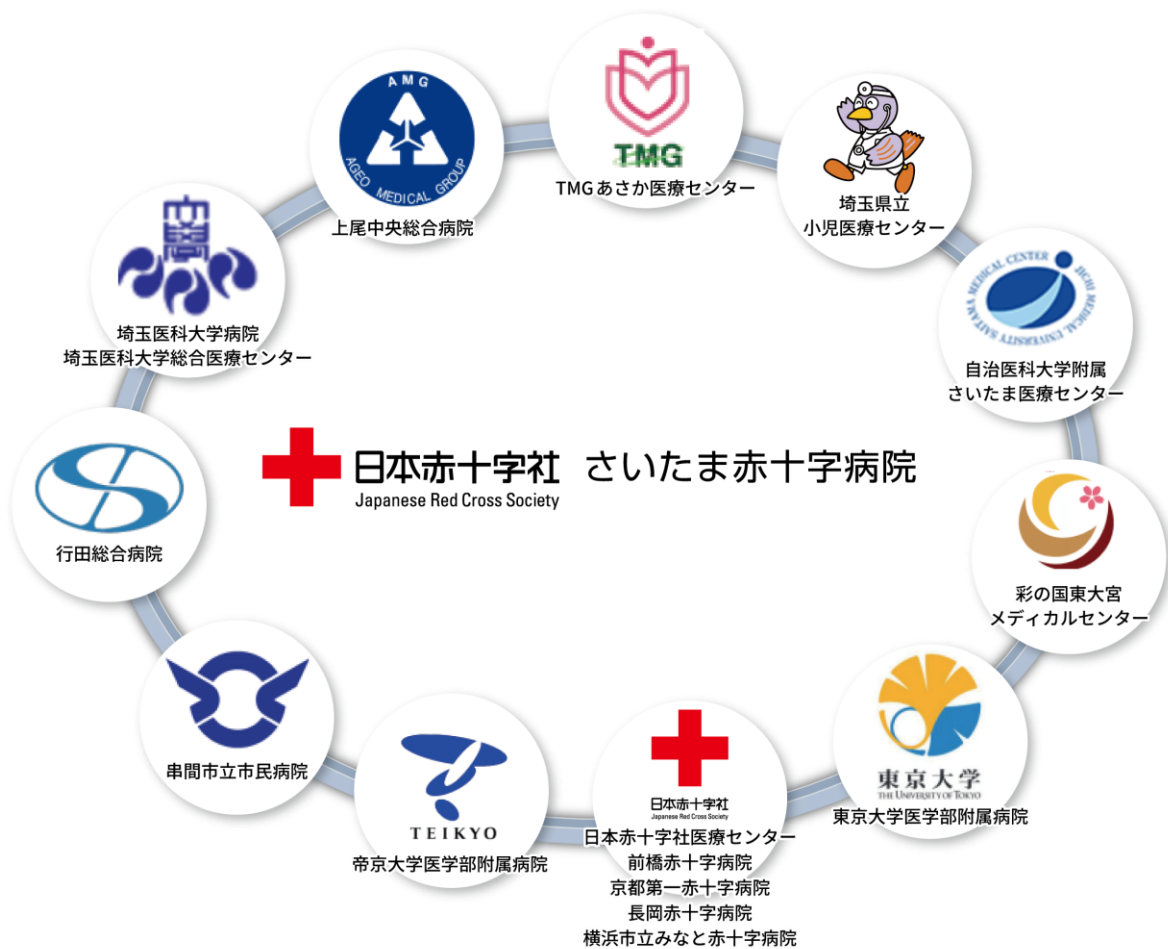 AMG
AGEO MEDICAL GROUP
上尾中央総合病院
TMG
TMGあさか医療センター
埼玉県立
小児医療センター
JICHI MEDICAL UNIVERSITY SAITAMA MEDICAL CENTER
自治医科大学附属
さいたま医療センター
彩の国東大宮
メディカルセンター
東京大学
THE UNIVERSITY OF TOKYO
東京大学医学部附属病院
日本赤十字社
Japanese Red Cross Society
日本赤十字社医療センター
前橋赤十字病院
京都第一赤十字病院
長岡赤十字病院
横浜市立みなと赤十字病院
TEIKYO
帝京大学医学部附属病院
串間市立市民病院
行田総合病院
埼玉医科大学病院
埼玉医科大学総合医療センター
日本赤十字社 さいたま赤十字病院
Japanese Red Cross Society